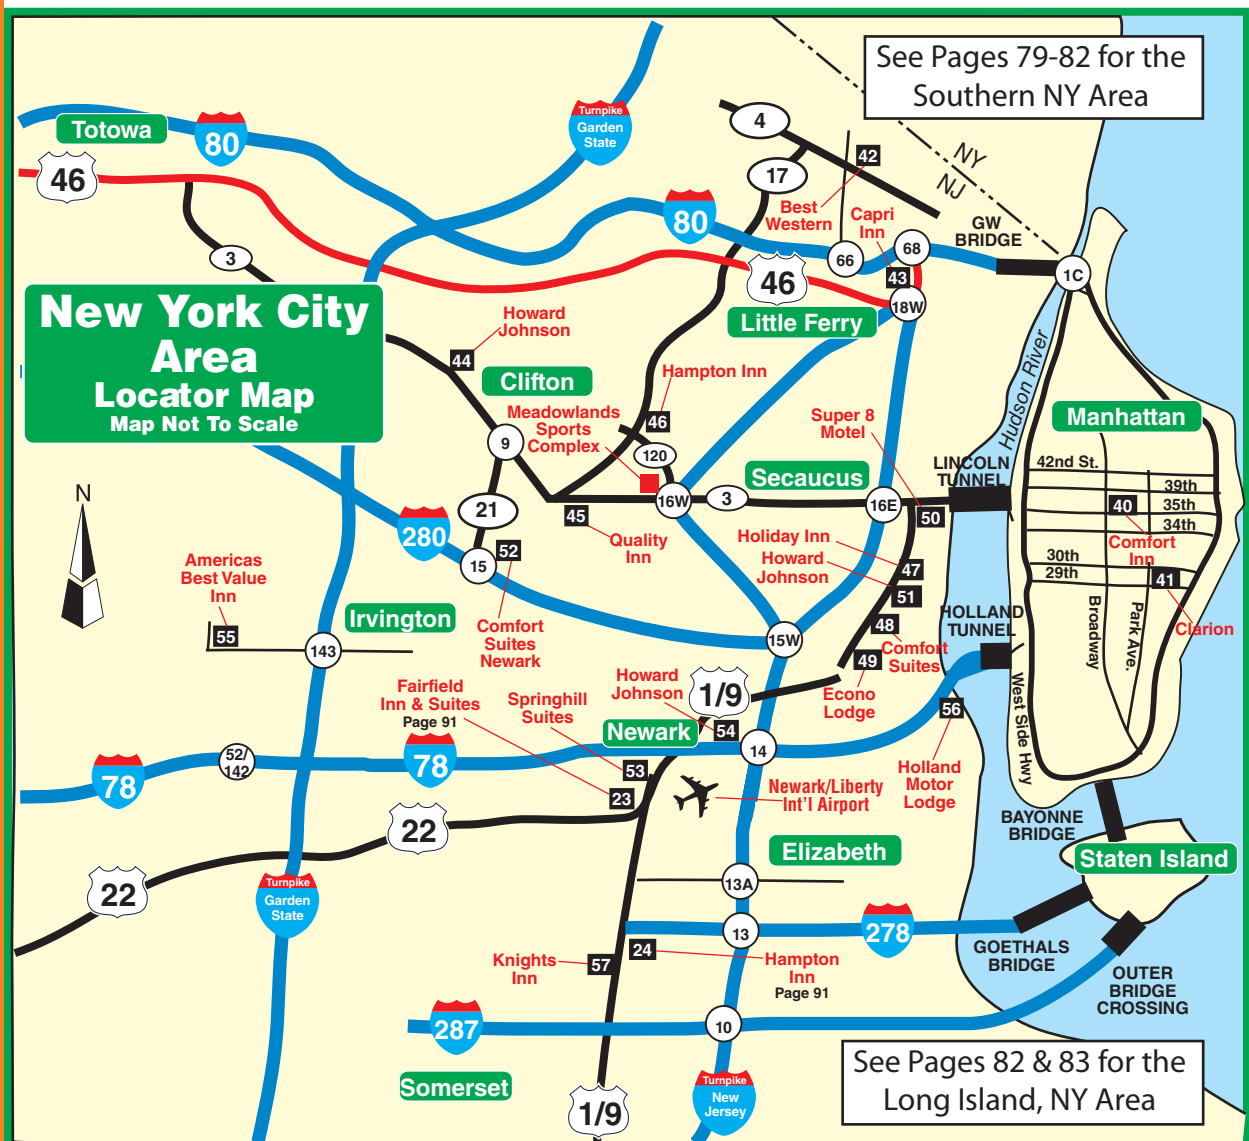 See Pages 79-82 for the
Southern NY Area
Turnpike
Garden
State
4
Totowa
80
42
NY
NJ
46
17
Best
Western
Capri
Inn
80
GW
BRIDGE
3
66
68
1C
46
43
18W
New York City
Area
Locator Map
Map Not To Scale
Howard
Johnson
Little Ferry
Hudson River
44
Clifton
Hampton Inn
Meadowlands
Sports
Complex
46
Super 8
Motel
Manhattan
9
120
Secaucus
LINCOLN
TUNNEL
42nd St.
39th
35th
34th
40
Comfort
Inn
N
16W
3
16E
50
21
45
Quality
Inn
280
52
15
Holiday Inn
Howard
Johnson
47
51
30th
29th
41
Clarion
Broadway
Park Ave.
Americas
Best Value
Inn
55
Irvington
143
Comfort
Suites
Newark
15W
48
Comfort
Suites
49
Econo
Lodge
HOLLAND
TUNNEL
West Side Hwy
Fairfield
Inn & Suites
Page 91
Springhill
Suites
Howard
Johnson
1/9
54
Newark
56
52/
142
78
78
14
53
23
Newark/Liberty
Int'l Airport
Holland
Motor
Lodge
22
BAYONNE
BRIDGE
Elizabeth
Staten Island
22
Turnpike
Garden
State
13A
13
278
GOETHALS
BRIDGE
Knights
Inn
57
24
Hampton
Inn
Page 91
OUTER
BRIDGE
CROSSING
287
10
Somerset
1/9
Turnpike
New
Jersey
See Pages 82 & 83 for the
Long Island, NY Area